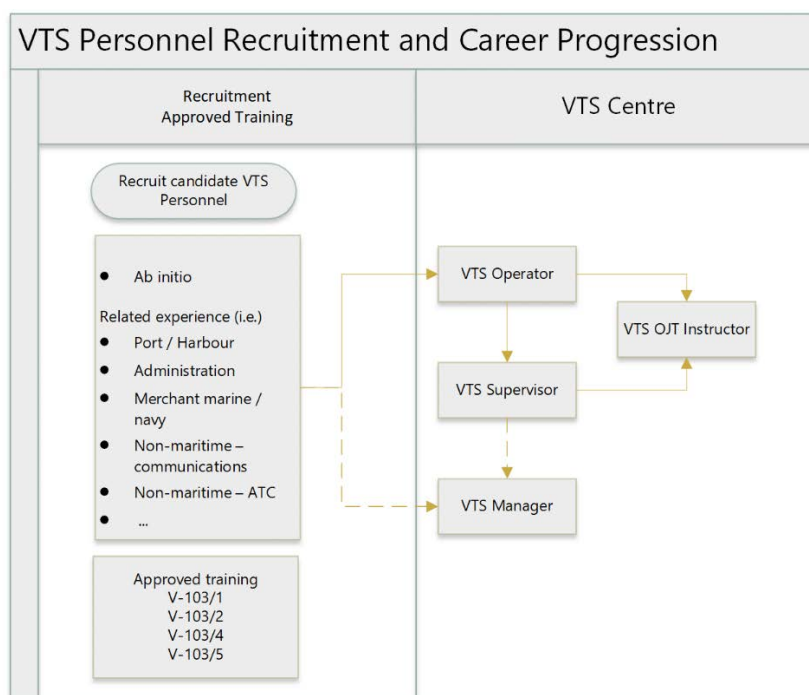 VTS Personnel Recruitment and Career Progression
Recruitment
Approved Training
VTS Centre
Recruit candidate VTS
Personnel
● Ab initio
Related experience (i.e.)
● Port / Harbour
● Administration
● Merchant marine /
navy
● Non-maritime –
communications
● Non-maritime – ATC
● ...
Approved training
V-103/1
V-103/2
V-103/4
V-103/5
VTS Operator
VTS OJT Instructor
VTS Supervisor
VTS Manager